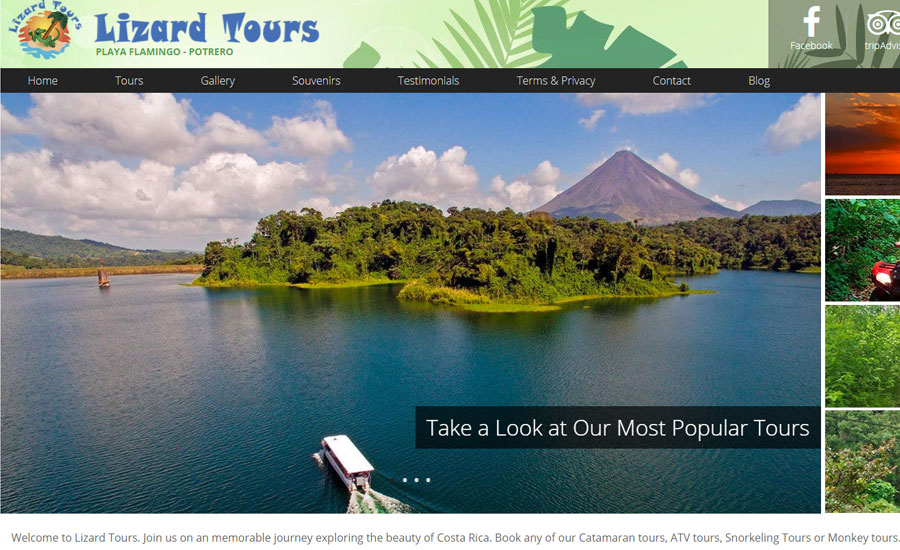 Lizard Tours
Lizard Tours
PLAYA FLAMINGO - POTRERO
Facebook
Home Tours Gallery Souvenirs Testimonials Terms & Privacy Contact Blog
Take a Look at Our Most Popular Tours
Welcome to Lizard Tours. Join us on an memorable journey exploring the beauty of Costa Rica. Book any of our Catamaran tours, ATV tours, Snorkeling Tours or Monkey tours.